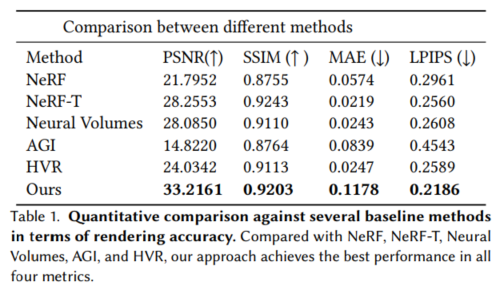 Comparison between different methods
Method PSNR(↑) SSIM (↑ ) MAE (↓) LPIPS (↓)
NeRF 21.7952 0.8755 0.0574 0.2961
NeRF-T 28.2553 0.9243 0.0219 0.2560
Neural Volumes 28.0850 0.9110 0.0243 0.2608
AGI 14.8220 0.8764 0.0839 0.4543
HVR 24.0342 0.9113 0.0247 0.2589
Ours 33.2161 0.9203 0.1178 0.2186
Table 1. Quantitative comparison against several baseline methods
in terms of rendering accuracy. Compared with NeRF, NeRF-T, Neural
Volumes, AGI, and HVR, our approach achieves the best performance in all
four metrics.